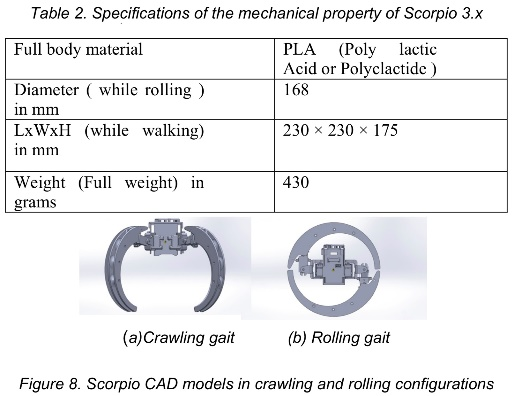 Table 2. Specifications of the mechanical property of Scorpio 3.x
Full body material
PLA (Poly lactic
Acid or Polyclactide )
Diameter ( while rolling )
in mm
168
LxWxH (while walking)
in mm
230 × 230 × 175
Weight (Full weight) in
grams
430
(a)Crawling gait
(b) Rolling gait
Figure 8. Scorpio CAD models in crawling and rolling configurations